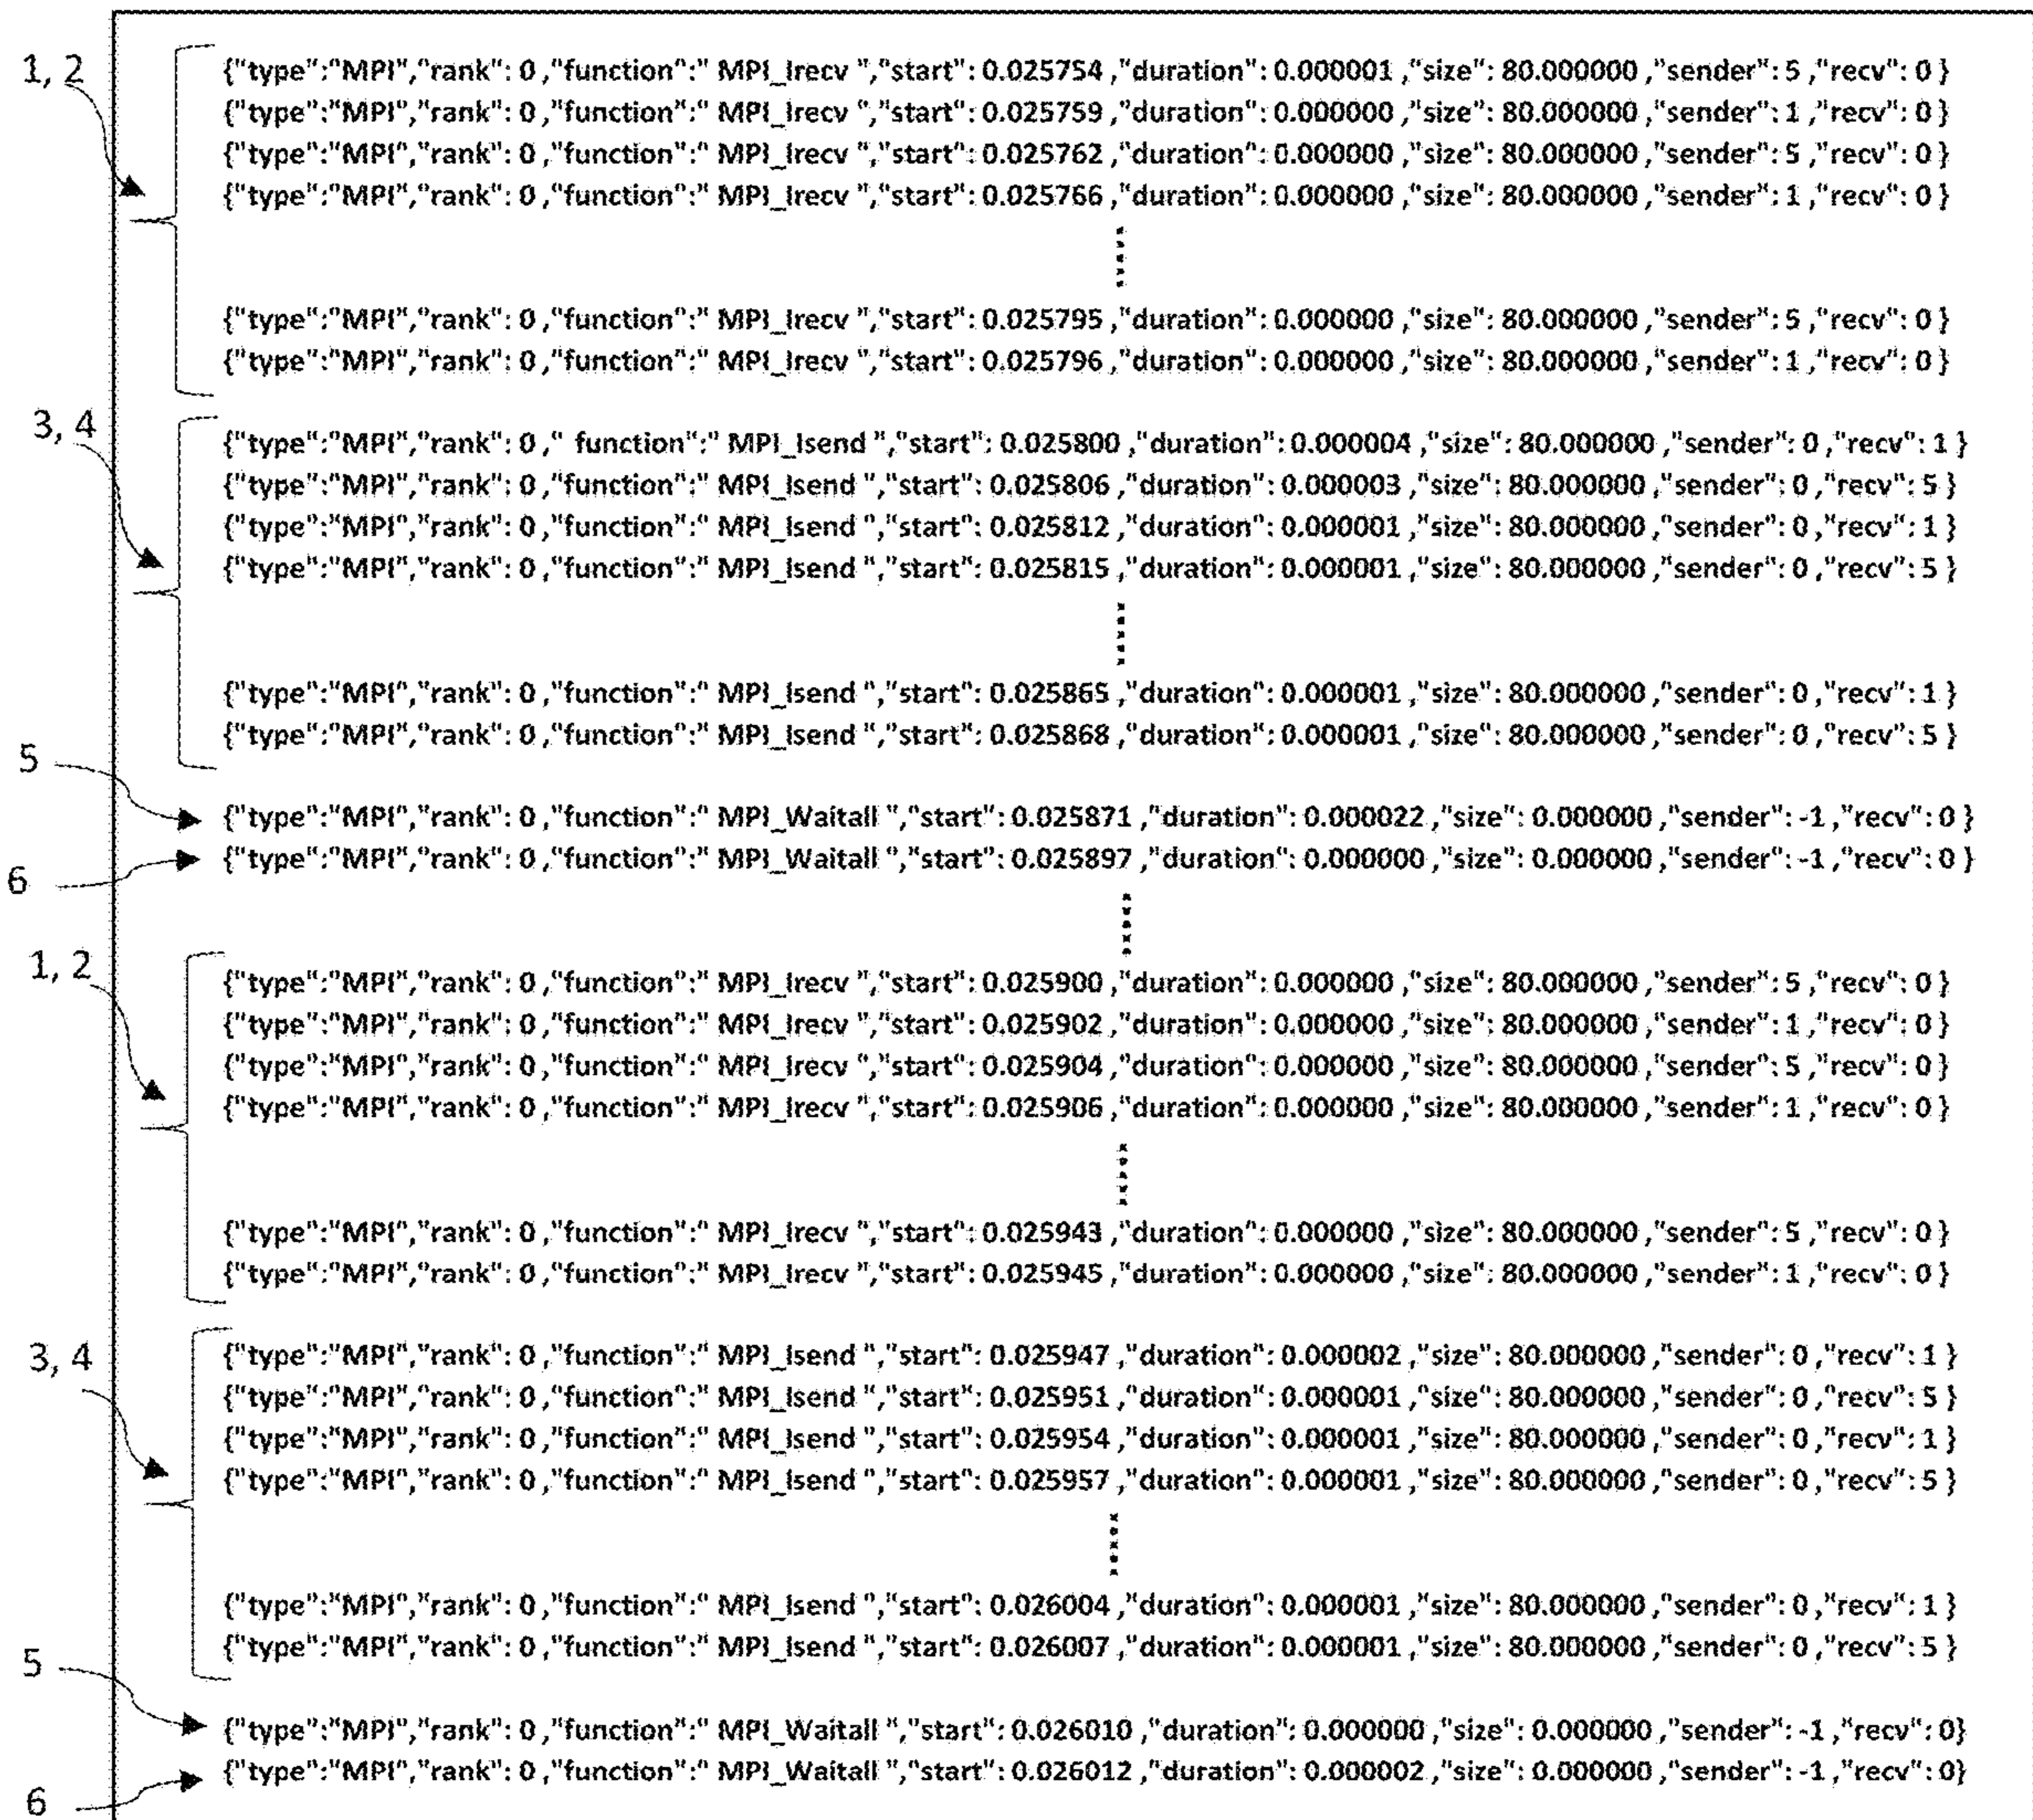 1, 2
{"type":"MPI","rank": 0 ,"function":" MPI_Irecv ","start": 0.025754 ,"duration": 0.000001 ,"size": 80.000000 ,"sender": 5 ,"recv": 0 }
{"type":"MPI","rank": 0 ,"function":" MPI_Irecv ","start": 0.025759 ,"duration": 0.000000 ,"size": 80.000000 ,"sender": 1 ,"recv": 0 }
{"type":"MPI","rank": 0 ,"function":" MPI_Irecv ","start": 0.025762 ,"duration": 0.000000 ,"size": 80.000000 ,"sender": 5 ,"recv": 0 }
{"type":"MPI","rank": 0 ,"function":" MPI_Irecv ","start": 0.025766 ,"duration": 0.000000 ,"size": 80.000000 ,"sender": 1 ,"recv": 0 }
{"type":"MPI","rank": 0 ,"function":" MPI_Irecv ","start": 0.025795 ,"duration": 0.000000 ,"size": 80.000000 ,"sender": 5 ,"recv": 0 }
{"type":"MPI","rank": 0 ,"function":" MPI_Irecv ","start": 0.025796 ,"duration": 0.000000 ,"size": 80.000000 ,"sender": 1 ,"recv": 0 }
3, 4
{"type":"MPI","rank": 0 ," function":" MPI_Isend ","start": 0.025800 ,"duration": 0.000004 ,"size": 80.000000 ,"sender": 0 ,"recv": 1 }
{"type":"MPI","rank": 0 ,"function":" MPI_Isend ","start": 0.025806 ,"duration": 0.000003 ,"size": 80.000000 ,"sender": 0 ,"recv": 5 }
{"type":"MPI","rank": 0 ,"function":" MPI_Isend ","start": 0.025812 ,"duration": 0.000001 ,"size": 80.000000 ,"sender": 0 ,"recv": 1 }
{"type":"MPI","rank": 0 ,"function":" MPI_Isend ","start": 0.025815 ,"duration": 0.000001 ,"size": 80.000000 ,"sender": 0 ,"recv": 5 }
{"type":"MPI","rank": 0 ,"function":" MPI_Isend ","start": 0.025865 ,"duration": 0.000001 ,"size": 80.000000 ,"sender": 0 ,"recv": 1 }
{"type":"MPI","rank": 0 ,"function":" MPI_Isend ","start": 0.025868 ,"duration": 0.000001 ,"size": 80.000000 ,"sender": 0 ,"recv": 5 }
5
{"type":"MPI","rank": 0 ,"function":" MPI_Waitall ","start": 0.025871 ,"duration": 0.000022 ,"size": 0.000000 ,"sender": -1 ,"recv": 0 }
{"type":"MPI","rank": 0 ,"function":" MPI_Waitall ","start": 0.025897 ,"duration": 0.000000 ,"size": 0.000000 ,"sender": -1 ,"recv": 0 }
6
1, 2
{"type":"MPI","rank": 0 ,"function":" MPI_Irecv ","start": 0.025900 ,"duration": 0.000000 ,"size": 80.000000 ,"sender": 5 ,"recv": 0 }
{"type":"MPI","rank": 0 ,"function":" MPI_Irecv ","start": 0.025902 ,"duration": 0.000000 ,"size": 80.000000 ,"sender": 1 ,"recv": 0 }
{"type":"MPI","rank": 0 ,"function":" MPI_Irecv ","start": 0.025904 ,"duration": 0.000000 ,"size": 80.000000 ,"sender": 5 ,"recv": 0 }
{"type":"MPI","rank": 0 ,"function":" MPI_Irecv ","start": 0.025906 ,"duration": 0.000000 ,"size": 80.000000 ,"sender": 1 ,"recv": 0 }
{"type":"MPI","rank": 0 ,"function":" MPI_Irecv ","start": 0.025943 ,"duration": 0.000000 ,"size": 80.000000 ,"sender": 5 ,"recv": 0 }
{"type":"MPI","rank": 0 ,"function":" MPI_Irecv ","start": 0.025945 ,"duration": 0.000000 ,"size": 80.000000 ,"sender": 1 ,"recv": 0 }
3, 4
{"type":"MPI","rank": 0 ,"function":" MPI_Isend ","start": 0.025947 ,"duration": 0.000002 ,"size": 80.000000 ,"sender": 0 ,"recv": 1 }
{"type":"MPI","rank": 0 ,"function":" MPI_Isend ","start": 0.025951 ,"duration": 0.000001 ,"size": 80.000000 ,"sender": 0 ,"recv": 5 }
{"type":"MPI","rank": 0 ,"function":" MPI_Isend ","start": 0.025954 ,"duration": 0.000001 ,"size": 80.000000 ,"sender": 0 ,"recv": 1 }
{"type":"MPI","rank": 0 ,"function":" MPI_Isend ","start": 0.025957 ,"duration": 0.000001 ,"size": 80.000000 ,"sender": 0 ,"recv": 5 }
{"type":"MPI","rank": 0 ,"function":" MPI_Isend ","start": 0.026004 ,"duration": 0.000001 ,"size": 80.000000 ,"sender": 0 ,"recv": 1 }
{"type":"MPI","rank": 0 ,"function":" MPI_Isend ","start": 0.026007 ,"duration": 0.000001 ,"size": 80.000000 ,"sender": 0 ,"recv": 5 }
5
{"type":"MPI","rank": 0 ,"function":" MPI_Waitall ","start": 0.026010 ,"duration": 0.000000 ,"size": 0.000000 ,"sender": -1 ,"recv": 0}
{"type":"MPI","rank": 0 ,"function":" MPI_Waitall ","start": 0.026012 ,"duration": 0.000002 ,"size": 0.000000 ,"sender": -1 ,"recv": 0}
6